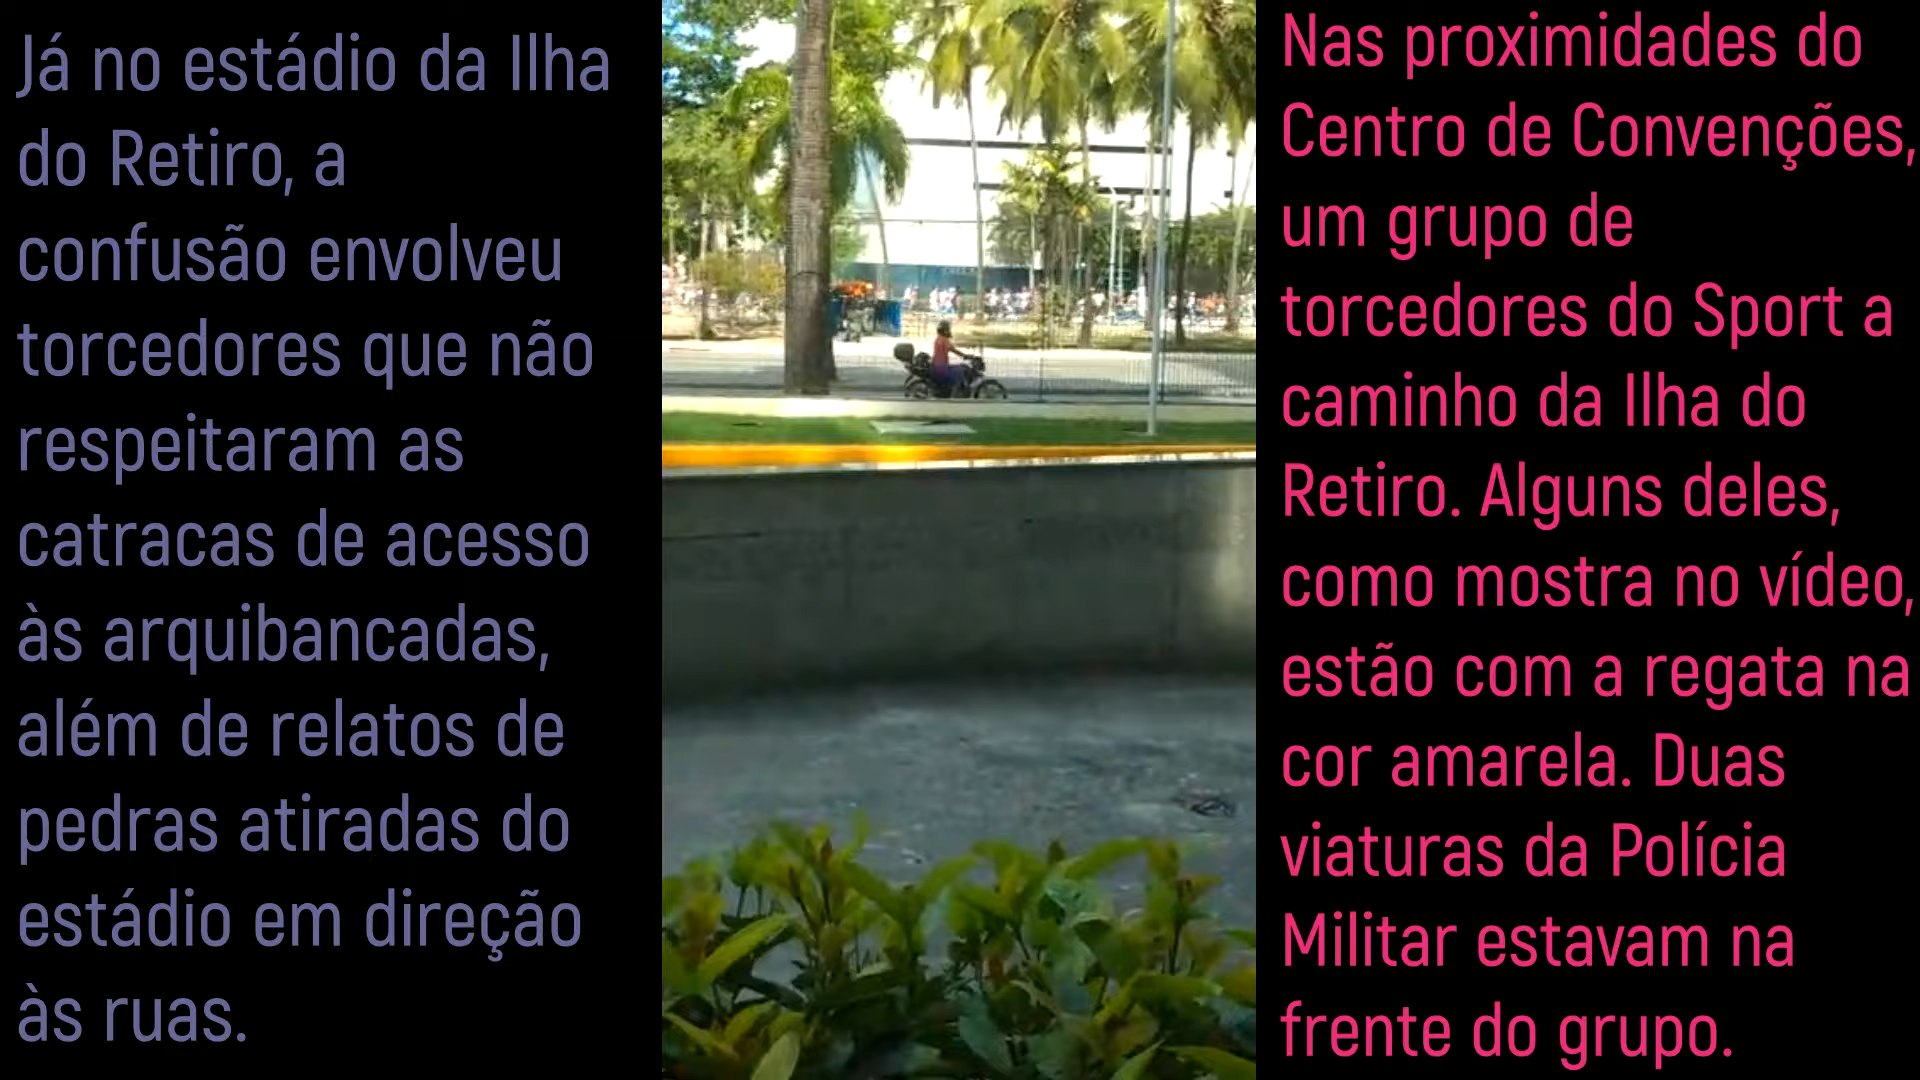 Já no estádio da Ilha
do Retiro, a
confusão envolveu
torcedores que não
respeitaram as
catracas de acesso
às arquibancadas,
além de relatos de
pedras atiradas do
estádio em direção
às ruas.
Nas proximidades do
Centro de Convenções,
um grupo de
torcedores do Sport a
caminho da Ilha do
Retiro. Alguns deles,
como mostra no vídeo,
estão com a regata na
cor amarela. Duas
viaturas da Polícia
Militar estavam na
frente do grupo.